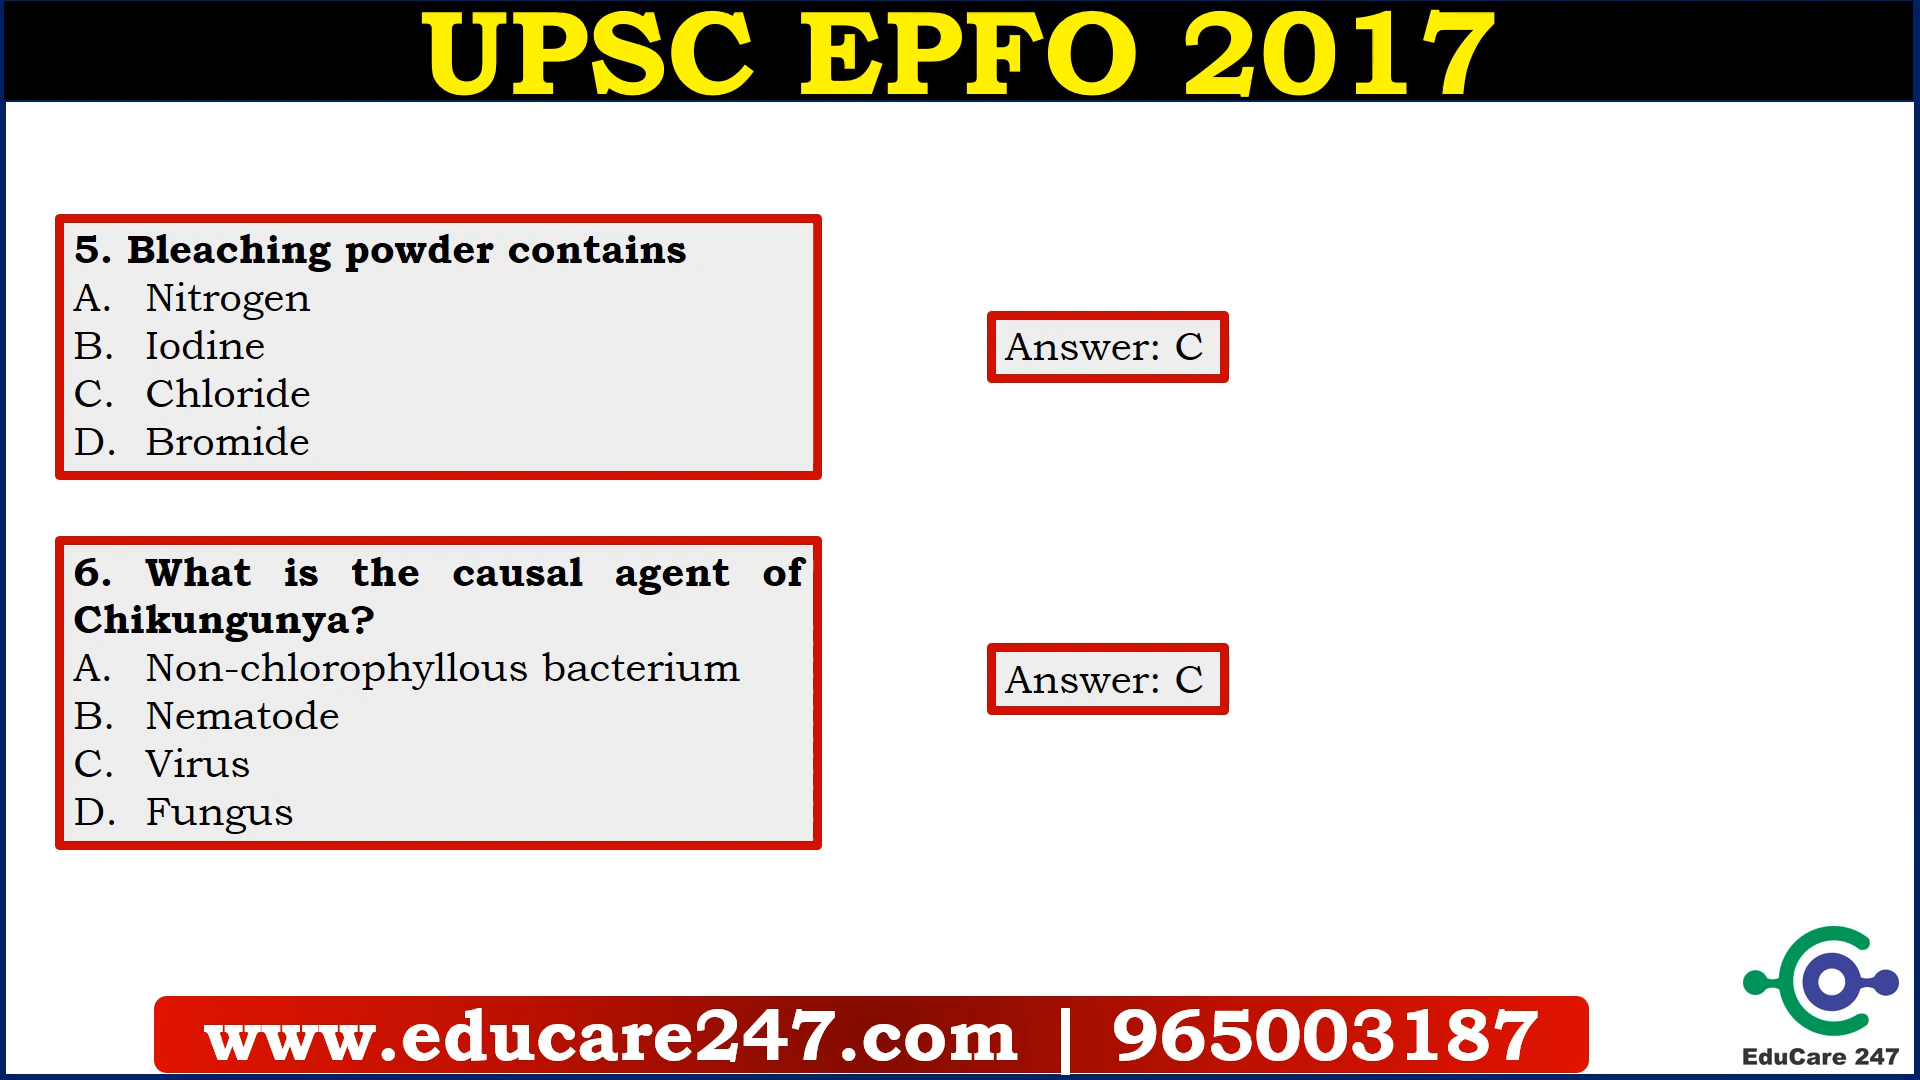 UPSC EPFO 2017
5. Bleaching powder contains
A. Nitrogen
B. Iodine
C. Chloride
D. Bromide
Answer: C
6. What is the causal agent of
Chikungunya?
A. Non-chlorophyllous bacterium
B. Nematode
C. Virus
D. Fungus
Answer: C
www.educare247.com | 965003187
EduCare 247